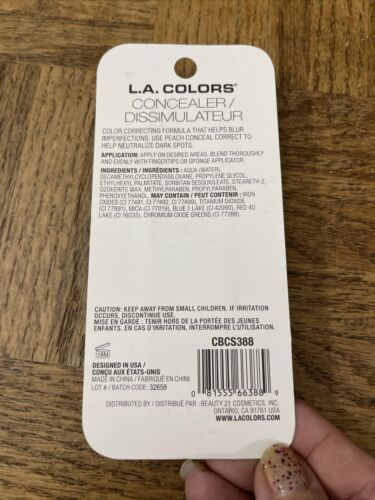 L.A. COLORS®
CONCEALER/
DISSIMULATEUR
COLOR CORRECTING FORMULA THAT HELPS BLUR
IMPERFECTIONS. USE PEACH CONCEAL CORRECT TO
HELP NEUTRALIZE DARK SPOTS.
APPLICATION: APPLY ON DESIRED AREAS. BLEND THOROUGHLY
AND EVENLY WITH FINGERTIPS OR SPONGE APPLICATOR.
INGREDIENTS / INGRÉDIENTS: AQUA (WATER),
DECAMETHYLCYCLOPENTASILOXANE, PROPYLENE GLYCOL,
ETHYLHEXYL PALMITATE, SORBITAN SESQUIOLEATE, STEARETH-2,
OZOKERITE WAX, METHYLPARABEN, PROPYLPARABEN,
PHENOXYETHANOL. MAY CONTAIN / PEUT CONTENIR : IRON
OXIDES (CI 77491, CI 77492, CI 77499), TITANIUM DIOXIDE
(CI 77891), MICA (CI 77019), BLUE 1 LAKE (CI 42090), RED 40
LAKE (CI 16035), CHROMIUM OXIDE GREENS (CI 77288).
CAUTION: KEEP AWAY FROM SMALL CHILDREN. IF IRRITATION
OCCURS, DISCONTINUE USE.
MISE EN GARDE : TENIR HORS DE LA PORTÉE DES JEUNES
ENFANTS. EN CAS D'IRRITATION, INTERROMPRE L'UTILISATION.
CBCS388
18M
DESIGNED IN USA /
CONÇU AUX ÉTATS-UNIS
MADE IN CHINA / FABRIQUÉ EN CHINE
LOT # / BATCH CODE: 32658
0 81555 66388 9
DISTRIBUTED BY / DISTRIBUÉ PAR : BEAUTY 21 COSMETICS, INC.
ONTARIO, CA 91761 USA
WWW.LACOLORS.COM